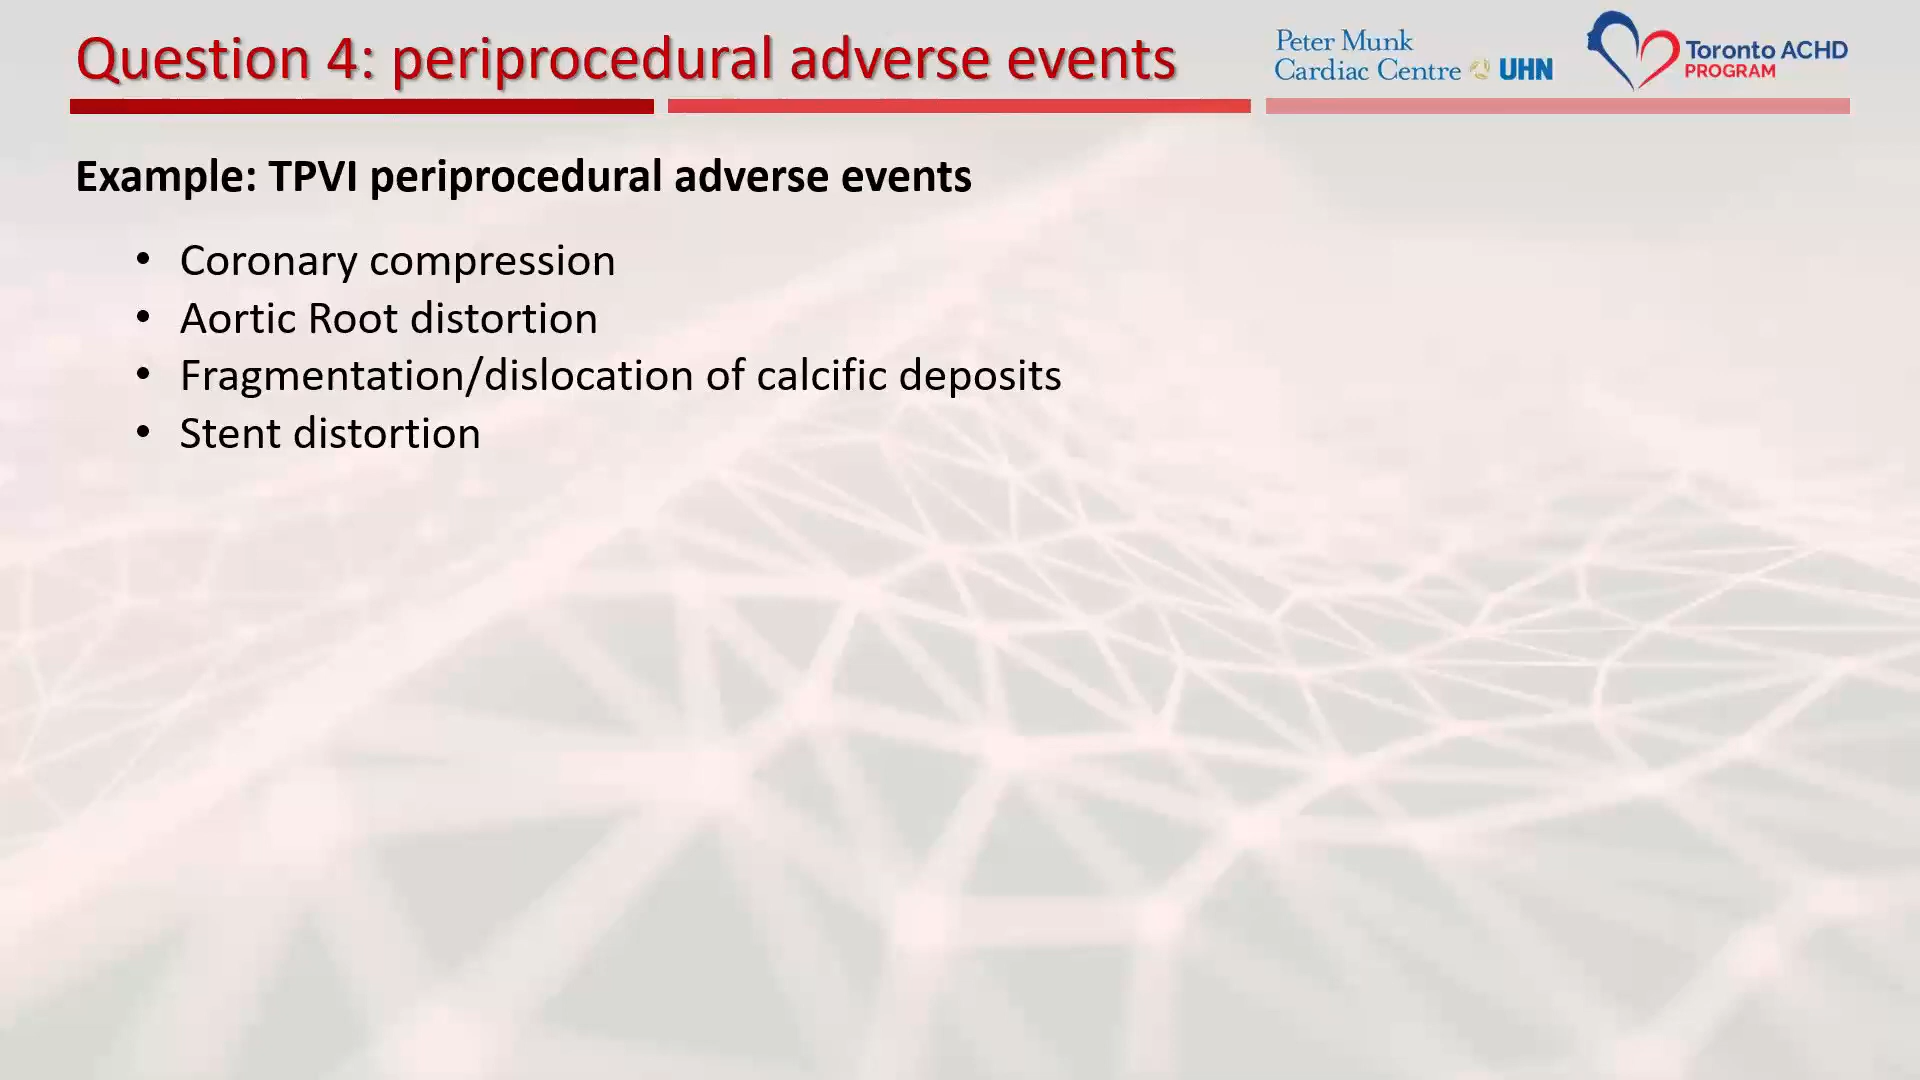 Question 4: periprocedural adverse events
Peter Munk
Cardiac Centre UHN
Toronto ACHD
PROGRAM
Example: TPVI periprocedural adverse events
• Coronary compression
• Aortic Root distortion
• Fragmentation/dislocation of calcific deposits
• Stent distortion